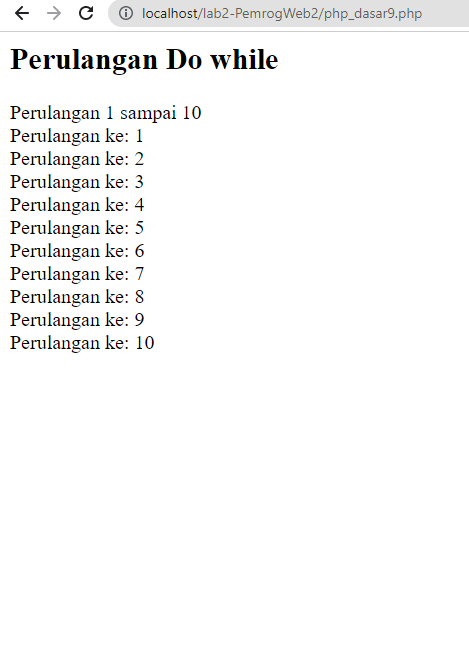 localhost/lab2-PemrogWeb2/php_dasar9.php
Perulangan Do while
Perulangan 1 sampai 10
Perulangan ke: 1
Perulangan ke: 2
Perulangan ke: 3
Perulangan ke: 4
Perulangan ke: 5
Perulangan ke: 6
Perulangan ke: 7
Perulangan ke: 8
Perulangan ke: 9
Perulangan ke: 10